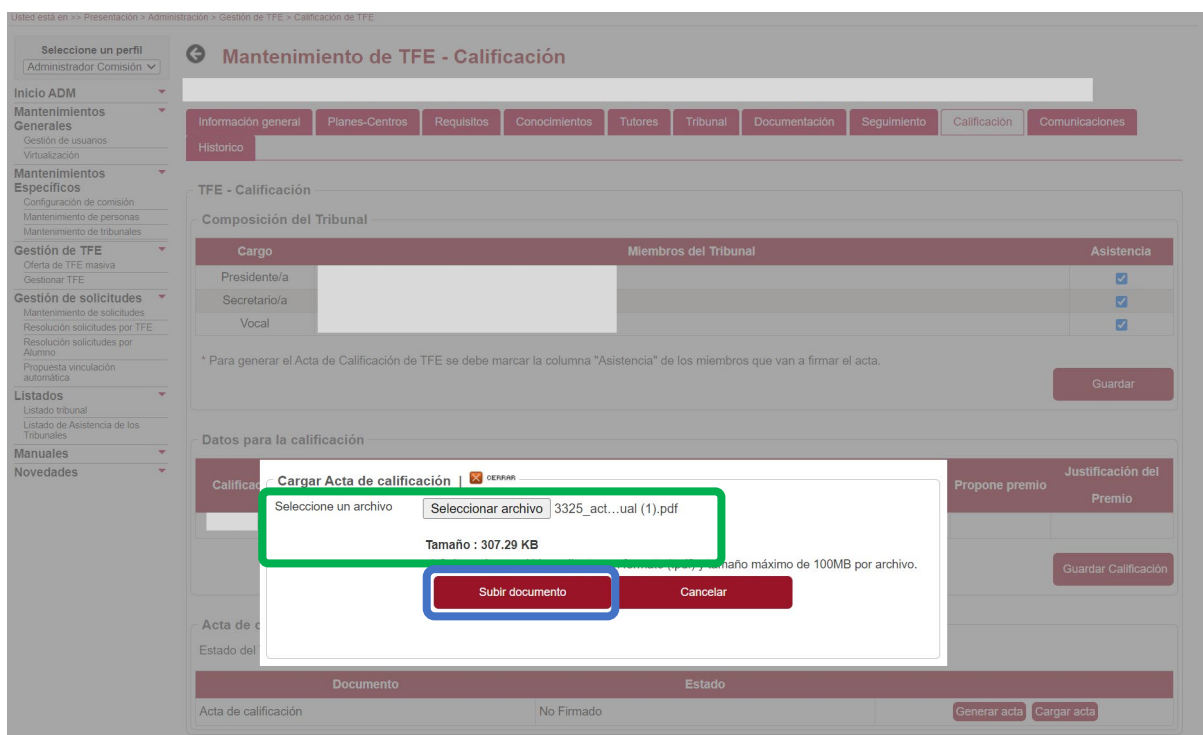 Usted está en >> Presentación > Administración > Gestión de TFE > Calificación de TFE
Seleccione un perfil
Administrador Comisión
Inicio ADM
Mantenimientos
Generales
Gestión de usuarios
Virtualización
Mantenimientos
Específicos
Configuración de comisión
Mantenimiento de personas
Mantenimiento de tribunales
Gestión de TFE
Oferta de TFE masiva
Gestionar TFE
Gestión de solicitudes
Mantenimiento de solicitudes
Resolución solicitudes por TFE
Resolución solicitudes por
Alumno
Propuesta vinculación
automática
Listados
Listado tribunal
Listado de Asistencia de los
Tribunales
Manuales
Novedades
Mantenimiento de TFE - Calificación
Información general Planes-Centros Requisitos Conocimientos Tutores Tribunal Documentación Seguimiento Calificación Comunicaciones
Historico
TFE - Calificación
Composición del Tribunal
Cargo Miembros del Tribunal Asistencia
Presidente/a
Secretario/a
Vocal
* Para generar el Acta de Calificación de TFE se debe marcar la columna "Asistencia" de los miembros que van a firmar el acta.
Guardar
Datos para la calificación
Propone premio Justificación del
Premio
Guardar Calificación
Cargar Acta de calificación | CERRAR
Seleccione un archivo Seleccionar archivo 3325_act...ual (1).pdf
Tamaño : 307.29 KB
y tamaño máximo de 100MB por archivo.
Subir documento Cancelar
Acta de
Estado del
Documento Estado
Acta de calificación No Firmado Generar acta Cargar acta